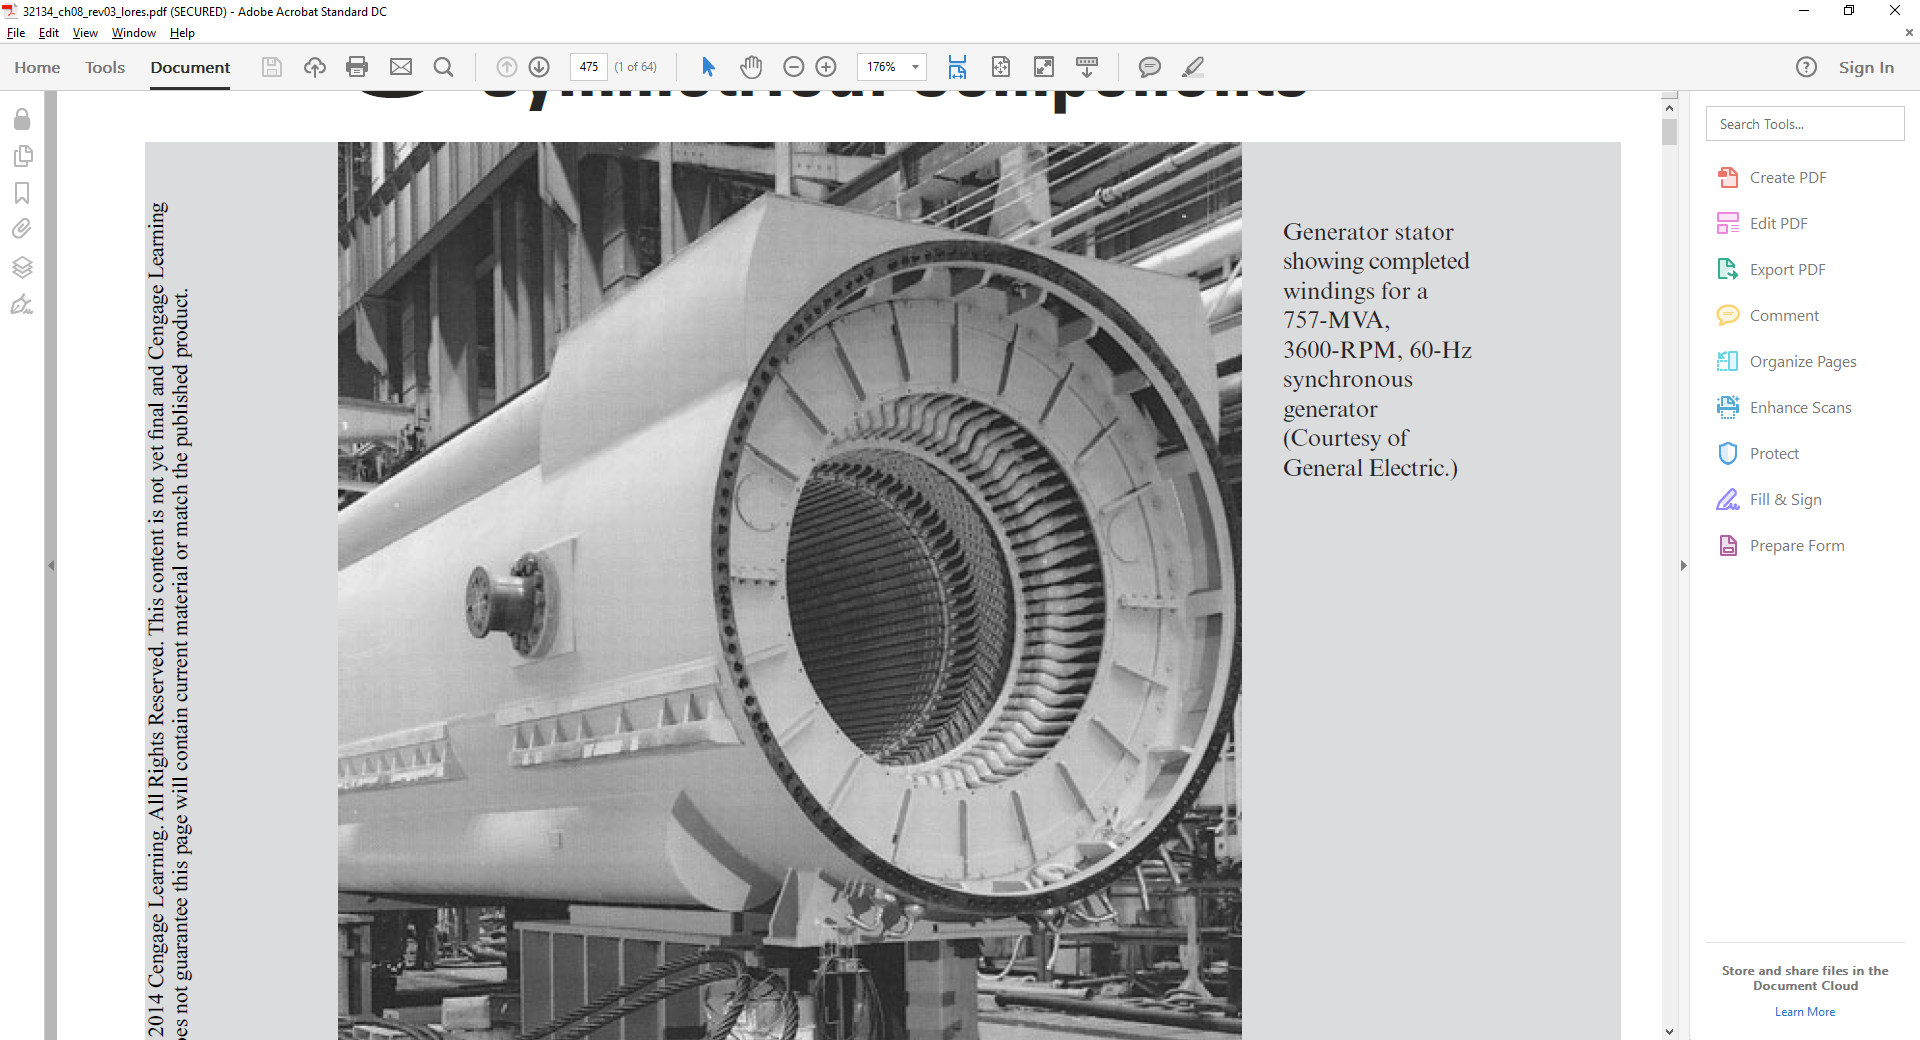 32134_ch08_rev03_lores.pdf (SECURED) - Adobe Acrobat Standard DC
File Edit View Window Help
Home Tools Document 475 (1 of 64) 176% Sign In
Symmetrical Components
2014 Cengage Learning. All Rights Reserved. This content is not yet final and Cengage Learning
oes not guarantee this page will contain current material or match the published product.
Generator stator
showing completed
windings for a
757-MVA,
3600-RPM, 60-Hz
synchronous
generator
(Courtesy of
General Electric.)
Search Tools...
Create PDF
Edit PDF
Export PDF
Comment
Organize Pages
Enhance Scans
Protect
Fill & Sign
Prepare Form
Store and share files in the
Document Cloud
Learn More